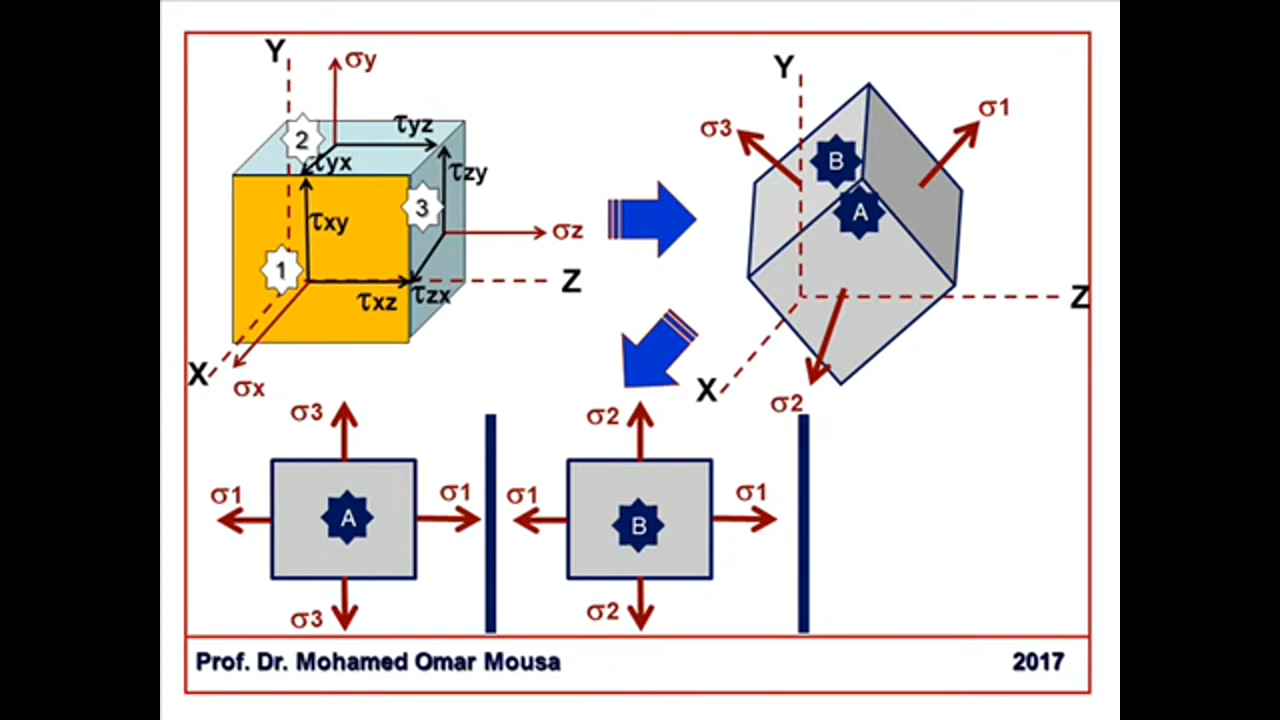 Y
σy
2
τyz
τyx
τzy
3
τxy
σz
1
Z
τxz
τzx
X
σx
Y
σ1
σ3
B
A
Z
X
σ2
σ3
σ1
A
σ1
σ3
σ2
σ1
B
σ1
σ2
Prof. Dr. Mohamed Omar Mousa
2017